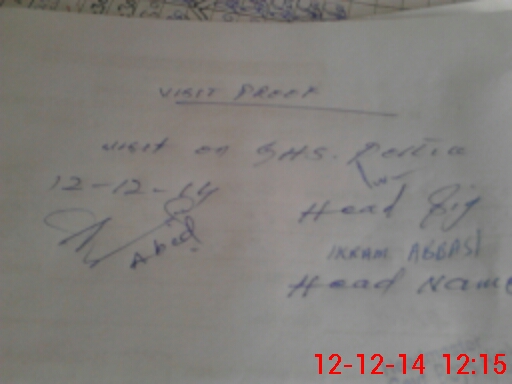 VISIT PROOF
visit on GHS.
12-12-14
Head Sig
Abid
IKRAM ABBASI
Head Name
12-12-14 12:15